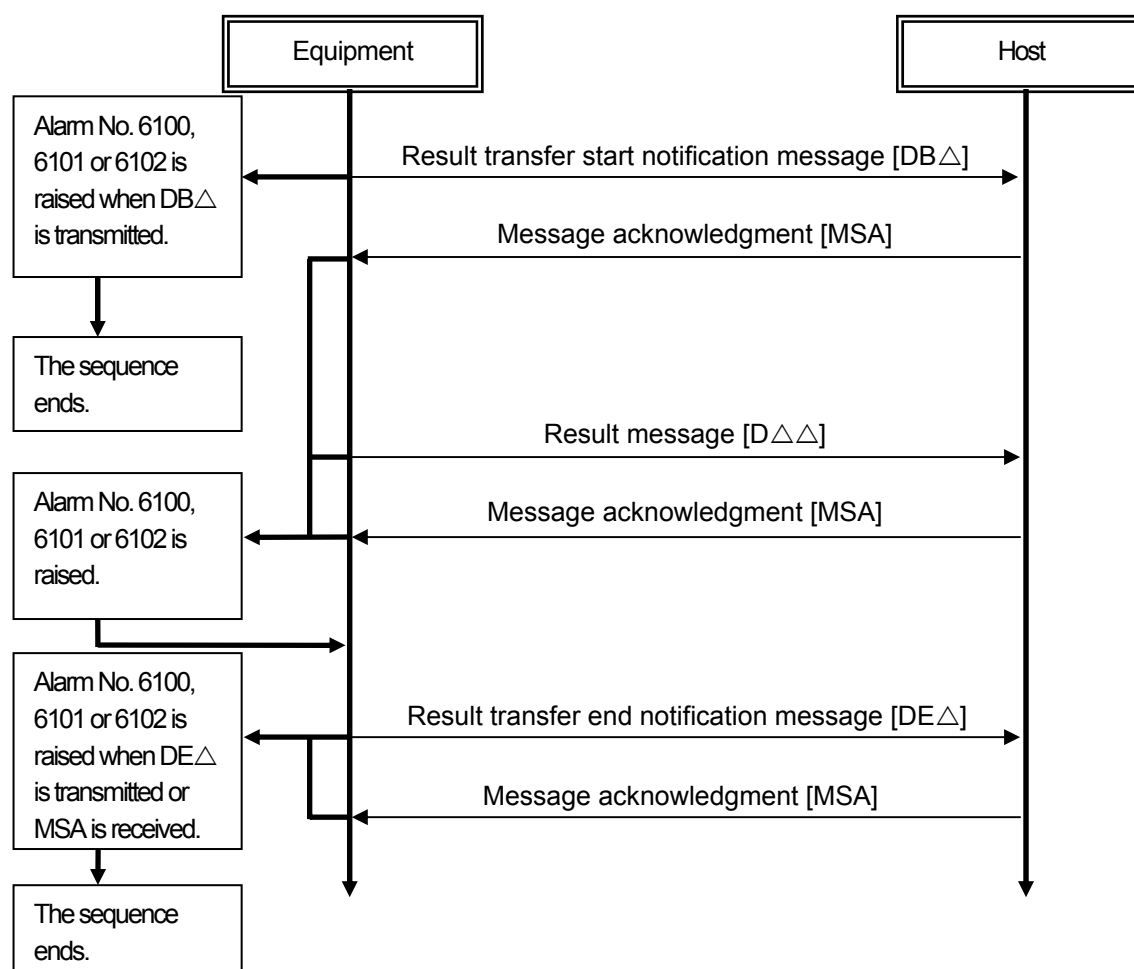 Equipment
Host
Alarm No. 6100,
6101 or 6102 is
raised when DB△
is transmitted.
Result transfer start notification message [DB△]
Message acknowledgment [MSA]
The sequence
ends.
Result message [D△△]
Alarm No. 6100,
6101 or 6102 is
raised.
Message acknowledgment [MSA]
Alarm No. 6100,
6101 or 6102 is
raised when DE△
is transmitted or
MSA is received.
Result transfer end notification message [DE△]
Message acknowledgment [MSA]
The sequence
ends.